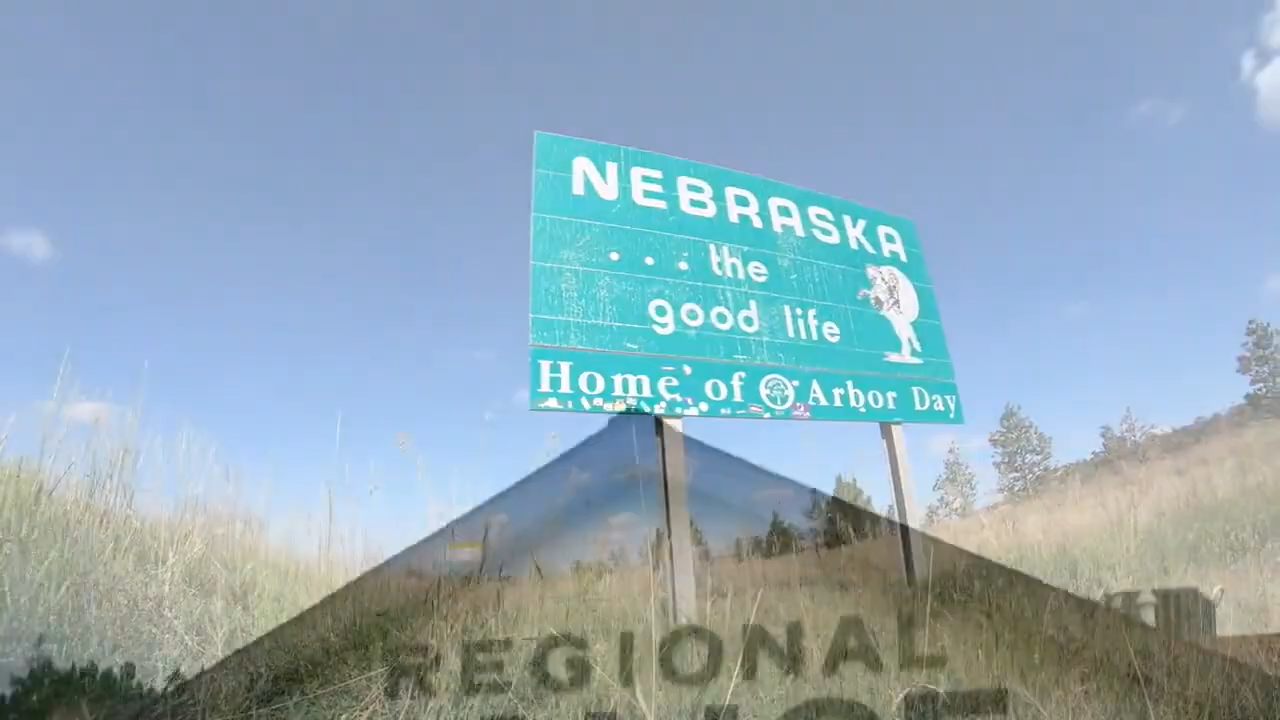 NEBRASKA
. . . the
good life
Home of Arbor Day
REGIONAL